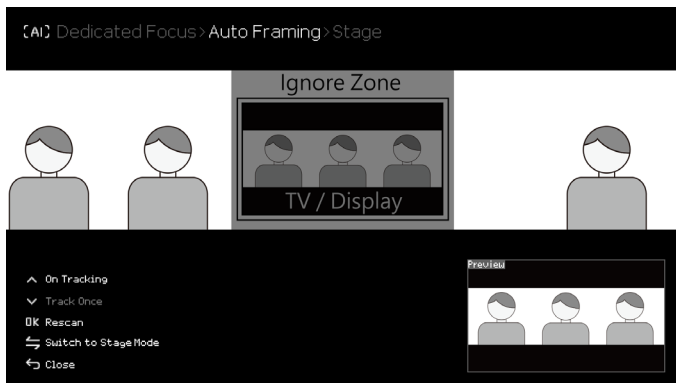 [AI] Dedicated Focus>Auto Framing>Stage
Ignore Zone
TV / Display
On Tracking
Track Once
OK Rescan
Switch to Stage Mode
Close
Preview